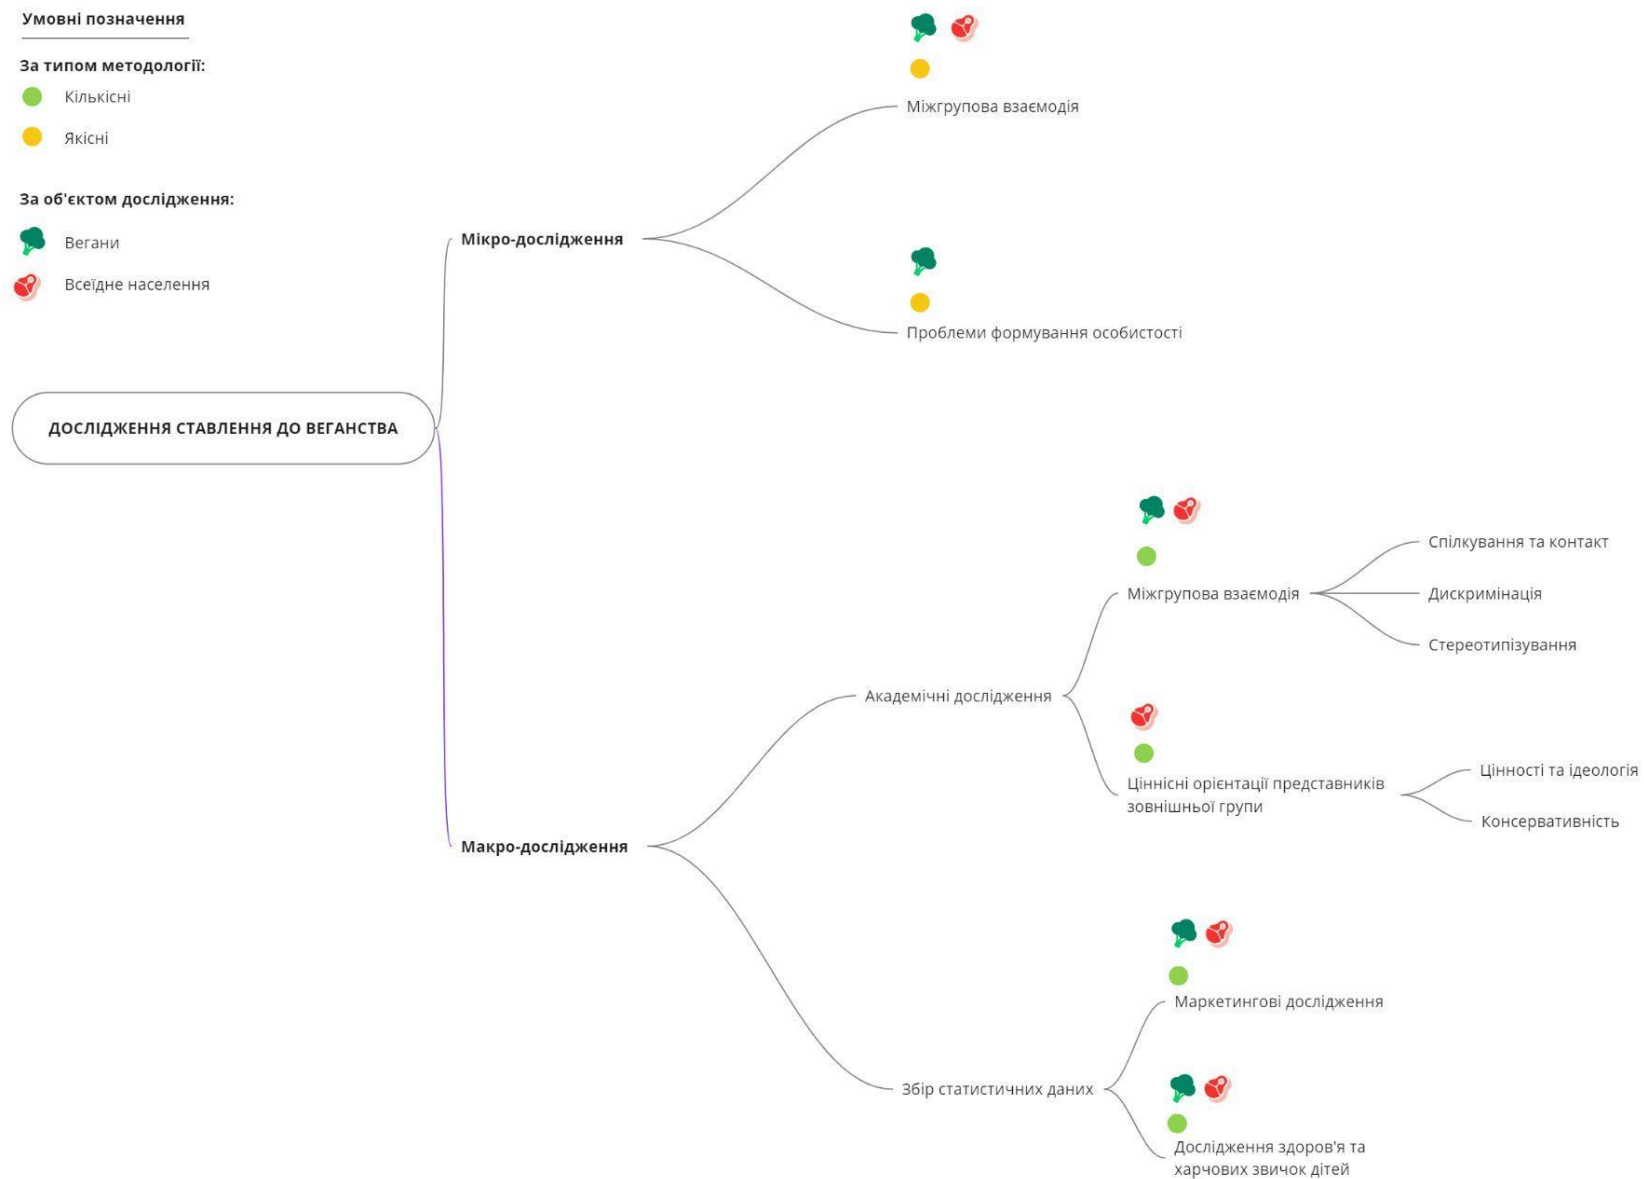 Умовні позначення
За типом методології:
Кількісні
Якісні
За об'єктом дослідження:
Вегани
Всеїдне населення
ДОСЛІДЖЕННЯ СТАВЛЕННЯ ДО ВЕГАНСТВА
Мікро-дослідження
Міжгрупова взаємодія
Проблеми формування особистості
Макро-дослідження
Академічні дослідження
Міжгрупова взаємодія
Спілкування та контакт
Дискримінація
Стереотипізування
Ціннісні орієнтації представників
зовнішньої групи
Цінності та ідеологія
Консервативність
Збір статистичних даних
Маркетингові дослідження
Дослідження здоров'я та
харчових звичок дітей